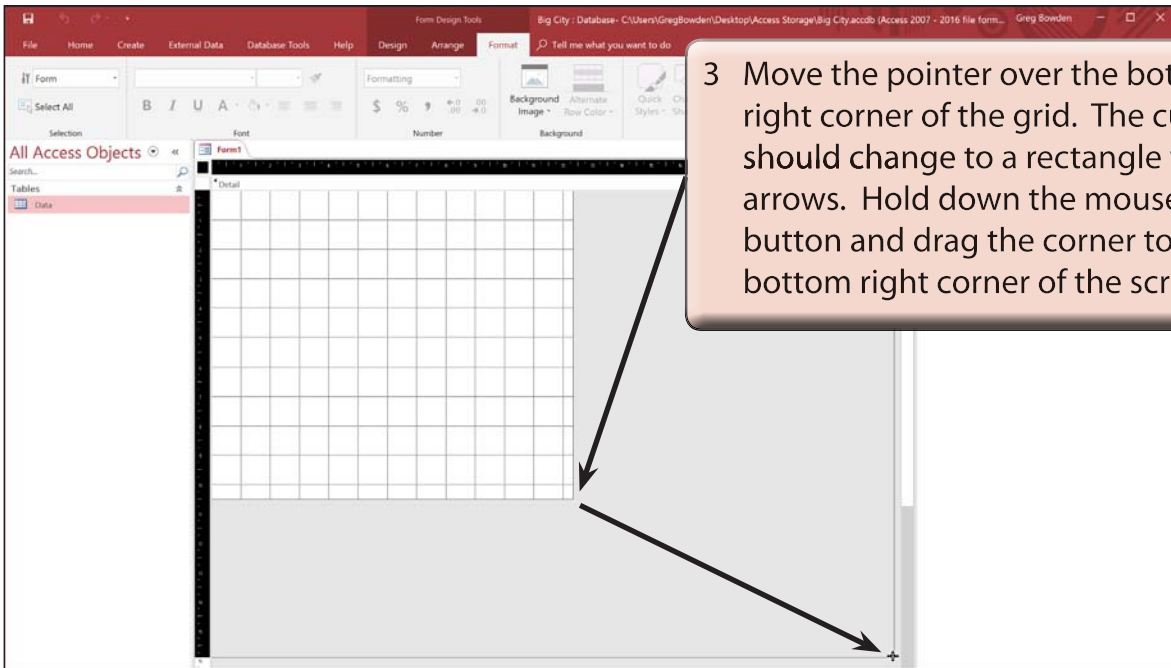 Form Design Tools
Big City : Database- C:\Users\GregBowden\Desktop\Access Storage\Big City.accdb (Access 2007 - 2016 file form... Greg Bowden
File Home Create External Data Database Tools Help Design Arrange Format Tell me what you want to do
Form
Select All
Selection
B I U A
Font
Formatting
$ % , .00
Number
Background Image
Alternate Row Color
Background
Quick Styles
All Access Objects
Search...
Tables
Data
Form1
Detail
3 Move the pointer over the bot
right corner of the grid. The cu
should change to a rectangle
arrows. Hold down the mouse
button and drag the corner to
bottom right corner of the scr